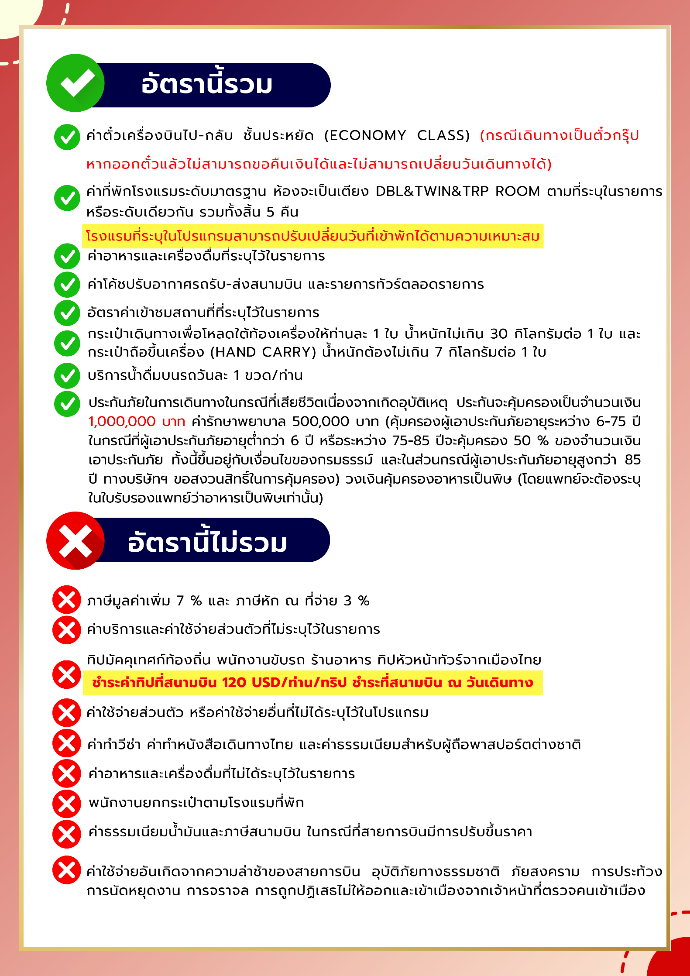 อัตรานี้รวม
ค่าตั๋วเครื่องบินไป-กลับ ชั้นประหยัด (ECONOMY CLASS) (กรณีเดินทางเป็นตั๋วกรุ๊ป
หากออกตั๋วแล้วไม่สามารถขอคืนเงินได้และไม่สามารถเปลี่ยนวันเดินทางได้)
ค่าที่พักโรงแรมระดับมาตรฐาน ห้องจะเป็นเตียง DBL&TWIN&TRP ROOM ตามที่ระบุในรายการ
หรือระดับเดียวกัน รวมทั้งสิ้น 5 คืน
โรงแรมที่ระบุในโปรแกรมสามารถปรับเปลี่ยนวันที่เข้าพักได้ตามความเหมาะสม
ค่าอาหารและเครื่องดื่มที่ระบุไว้ในรายการ
ค่าโค้ชปรับอากาศรถรับ-ส่งสนามบิน และรายการทัวร์ตลอดรายการ
อัตราค่าเข้าชมสถานที่ที่ระบุไว้ในรายการ
กระเป๋าเดินทางเพื่อโหลดใต้ท้องเครื่องให้ท่านละ 1 ใบ น้ำหนักไม่เกิน 30 กิโลกรัมต่อ 1 ใบ และ
กระเป๋าถือขึ้นเครื่อง (HAND CARRY) น้ำหนักต้องไม่เกิน 7 กิโลกรัมต่อ 1 ใบ
บริการน้ำดื่มบนรถวันละ 1 ขวด/ท่าน
ประกันภัยในการเดินทางในกรณีที่เสียชีวิตเนื่องจากเกิดอุบัติเหตุ ประกันจะคุ้มครองเป็นจำนวนเงิน
1,000,000 บาท ค่ารักษาพยาบาล 500,000 บาท (คุ้มครองผู้เอาประกันภัยอายุระหว่าง 6-75 ปี
ในกรณีที่ผู้เอาประกันภัยอายุต่ำกว่า 6 ปี หรือระหว่าง 75-85 ปีจะคุ้มครอง 50 % ของจำนวนเงิน
เอาประกันภัย ทั้งนี้ขึ้นอยู่กับเงื่อนไขของกรมธรรม์ และในส่วนกรณีผู้เอาประกันภัยอายุสูงกว่า 85
ปี ทางบริษัทฯ ขอสงวนสิทธิ์ในการคุ้มครอง) วงเงินคุ้มครองอาหารเป็นพิษ (โดยแพทย์จะต้องระบุ
ในใบรับรองแพทย์ว่าอาหารเป็นพิษเท่านั้น)
อัตรานี้ไม่รวม
ภาษีมูลค่าเพิ่ม 7 % และ ภาษีหัก ณ ที่จ่าย 3 %
ค่าบริการและค่าใช้จ่ายส่วนตัวที่ไม่ระบุไว้ในรายการ
ทิปมัคคุเทศก์ท้องถิ่น พนักงานขับรถ ร้านอาหาร ทิปหัวหน้าทัวร์จากเมืองไทย
ชำระค่าทิปที่สนามบิน 120 USD/ท่าน/ทริป ชำระที่สนามบิน ณ วันเดินทาง
ค่าใช้จ่ายส่วนตัว หรือค่าใช้จ่ายอื่นที่ไม่ได้ระบุไว้ในโปรแกรม
ค่าทำวีซ่า ค่าทำหนังสือเดินทางไทย และค่าธรรมเนียมสำหรับผู้ถือพาสปอร์ตต่างชาติ
ค่าอาหารและเครื่องดื่มที่ไม่ได้ระบุไว้ในรายการ
พนักงานยกกระเป๋าตามโรงแรมที่พัก
ค่าธรรมเนียมน้ำมันและภาษีสนามบิน ในกรณีที่สายการบินมีการปรับขึ้นราคา
ค่าใช้จ่ายอันเกิดจากความล่าช้าของสายการบิน อุบัติภัยทางธรรมชาติ ภัยสงคราม การประท้วง
การนัดหยุดงาน การจราจล การถูกปฏิเสธไม่ให้ออกและเข้าเมืองจากเจ้าหน้าที่ตรวจคนเข้าเมือง